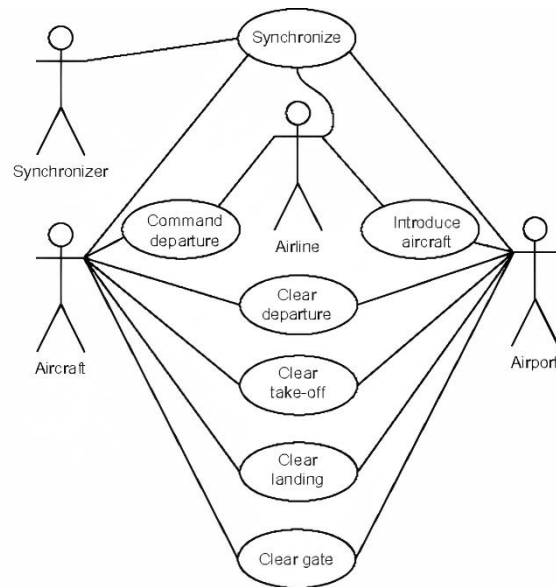 Synchronize
Synchronizer
Command
departure
Airline
Introduce
aircraft
Aircraft
Clear
departure
Airport
Clear
take-off
Clear
landing
Clear gate